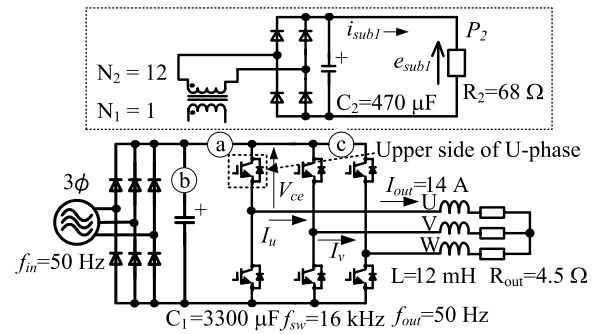 i_sub1
P_2
N_2 = 12
+
e_sub1
N_1 = 1
C_2=470 μF
R_2=68 Ω
a
c
Upper side of U-phase
3ϕ
b
V_ce
I_out=14 A
+
U
I_u
V
I_v
W
f_in=50 Hz
L=12 mH
R_out=4.5 Ω
C_1=3300 μF
f_sw=16 kHz
f_out=50 Hz